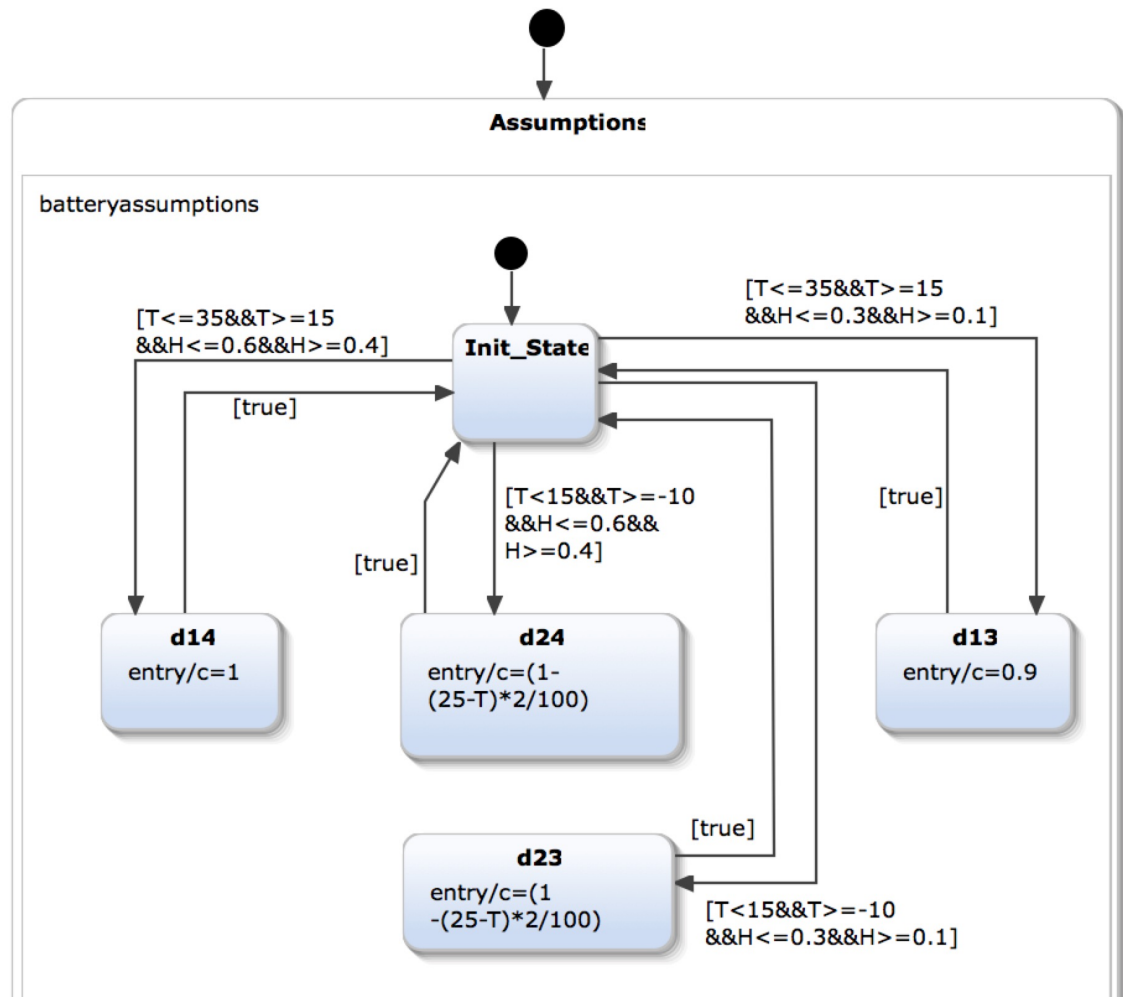 Assumptions
batteryassumptions
[T<=35&&T>=15
&&H<=0.6&&H>=0.4]
[T<=35&&T>=15
&&H<=0.3&&H>=0.1]
Init_State
[true]
[T<15&&T>=-10
&&H<=0.6&&
H>=0.4]
[true]
[true]
d14
entry/c=1
d24
entry/c=(1-
(25-T)*2/100)
d13
entry/c=0.9
[true]
d23
entry/c=(1
-(25-T)*2/100)
[T<15&&T>=-10
&&H<=0.3&&H>=0.1]